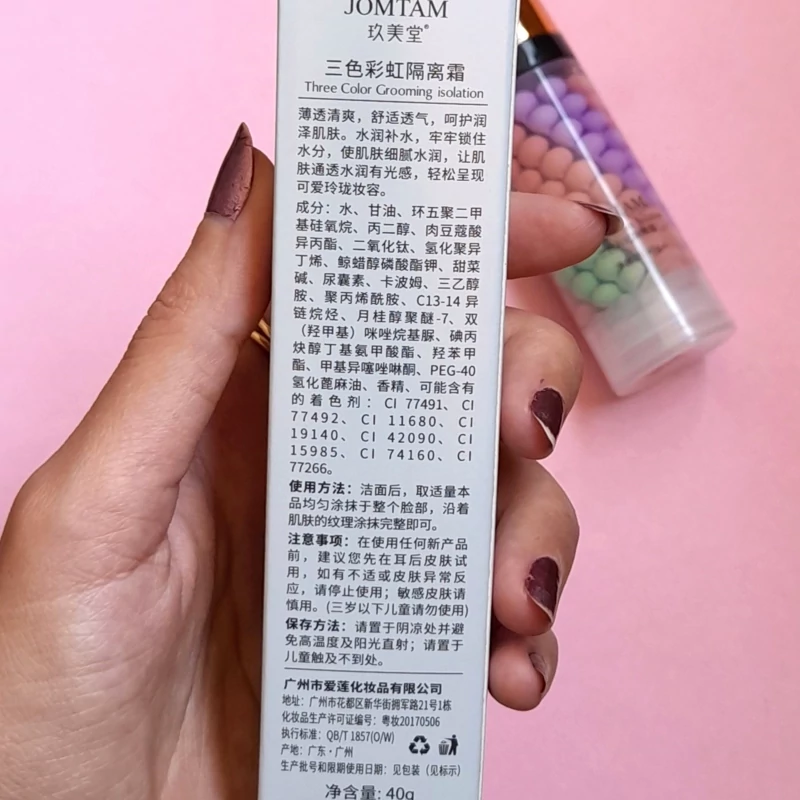 JOMTAM
玖美堂®
三色彩虹隔离霜
Three Color Grooming isolation
薄透清爽，舒适透气，呵护润
泽肌肤。水润补水，牢牢锁住
水分，使肌肤细腻水润，让肌
肤通透水润有光感，轻松呈现
可爱玲珑妆容。
成分：水、甘油、环五聚二甲
基硅氧烷、丙二醇、肉豆蔻酸
异丙酯、二氧化钛、氢化聚异
丁烯、鲸蜡醇磷酸酯钾、甜菜
碱、尿囊素、卡波姆、三乙醇
胺、聚丙烯酰胺、C13-14 异
链烷烃、月桂醇聚醚-7、双
（羟甲基）咪唑烷基脲、碘丙
炔醇丁基氨甲酸酯、羟苯甲
酯、甲基异噻唑啉酮、PEG-40
氢化蓖麻油、香精、可能含有
的着色剂：CI 77491、CI
77492、CI 11680、CI
19140、CI 42090、CI
15985、CI 74160、CI
77266。
使用方法：洁面后，取适量本
品均匀涂抹于整个脸部，沿着
肌肤的纹理涂抹完整即可。
注意事项：在使用任何新产品
前，建议您先在耳后皮肤试
用，如有不适或皮肤异常反
应，请停止使用；敏感皮肤请
慎用。(三岁以下儿童请勿使用)
保存方法：请置于阴凉处并避
免高温度及阳光直射；请置于
儿童触及不到处。
广州市爱莲化妆品有限公司
地址：广州市花都区新华街拥军路21号1栋
化妆品生产许可证编号：粤妆20170506
执行标准：QB/T 1857(O/W)
产地：广东·广州
生产批号和限期使用日期：见包装（见标示）
净含量: 40g